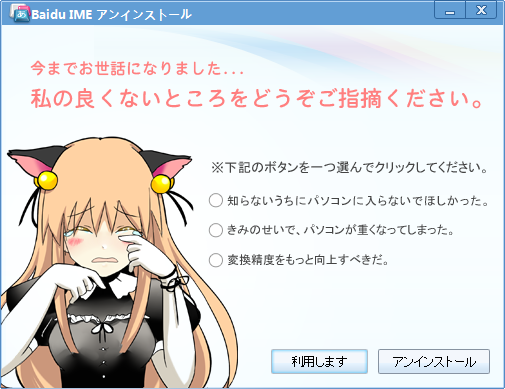 Baidu IME アンインストール
今までお世話になりました...
私の良くないところをどうぞご指摘ください。
※下記のボタンを一つ選んでクリックしてください。
知らないうちにパソコンに入らないでほしかった。
きみのせいで、パソコンが重くなってしまった。
変換精度をもっと向上すべきだ。
利用します
アンインストール